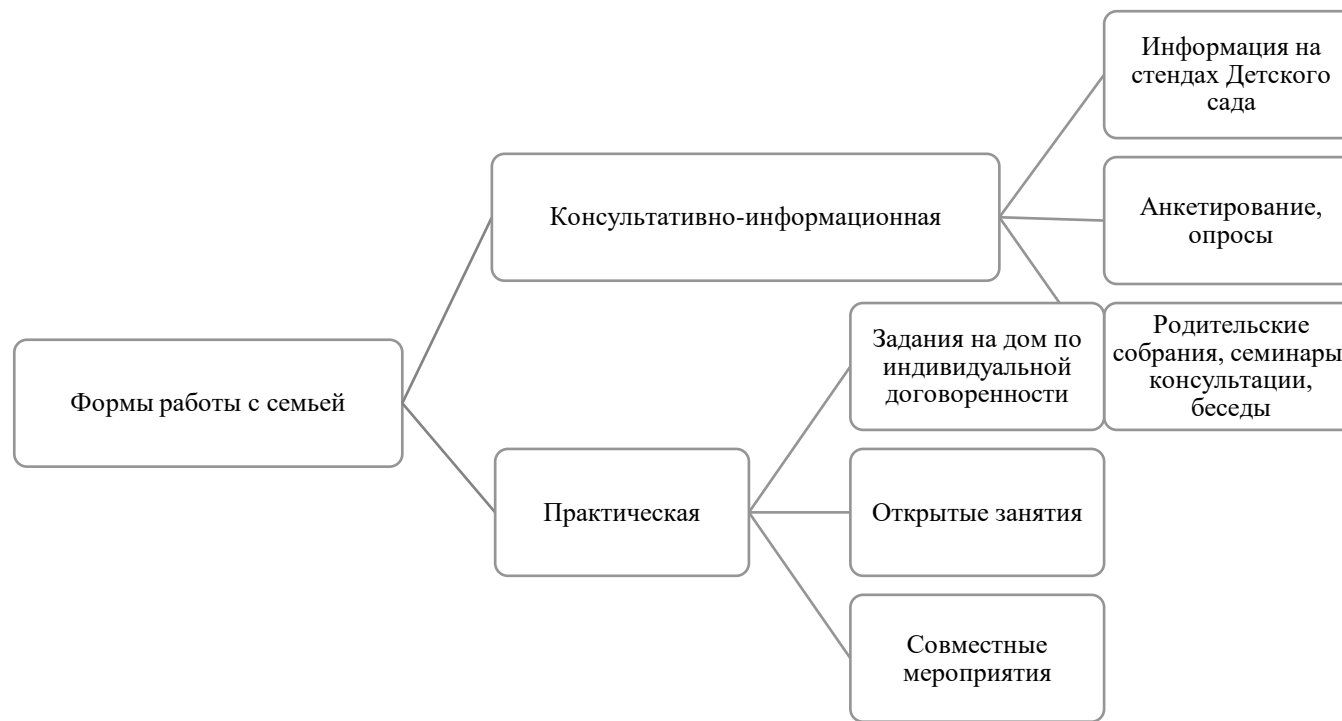 Формы работы с семьей
Консультативно-информационная
Информация на
стендах Детского
сада
Анкетирование,
опросы
Родительские
собрания, семинары
консультации,
беседы
Практическая
Задания на дом по
индивидуальной
договоренности
Открытые занятия
Совместные
мероприятия